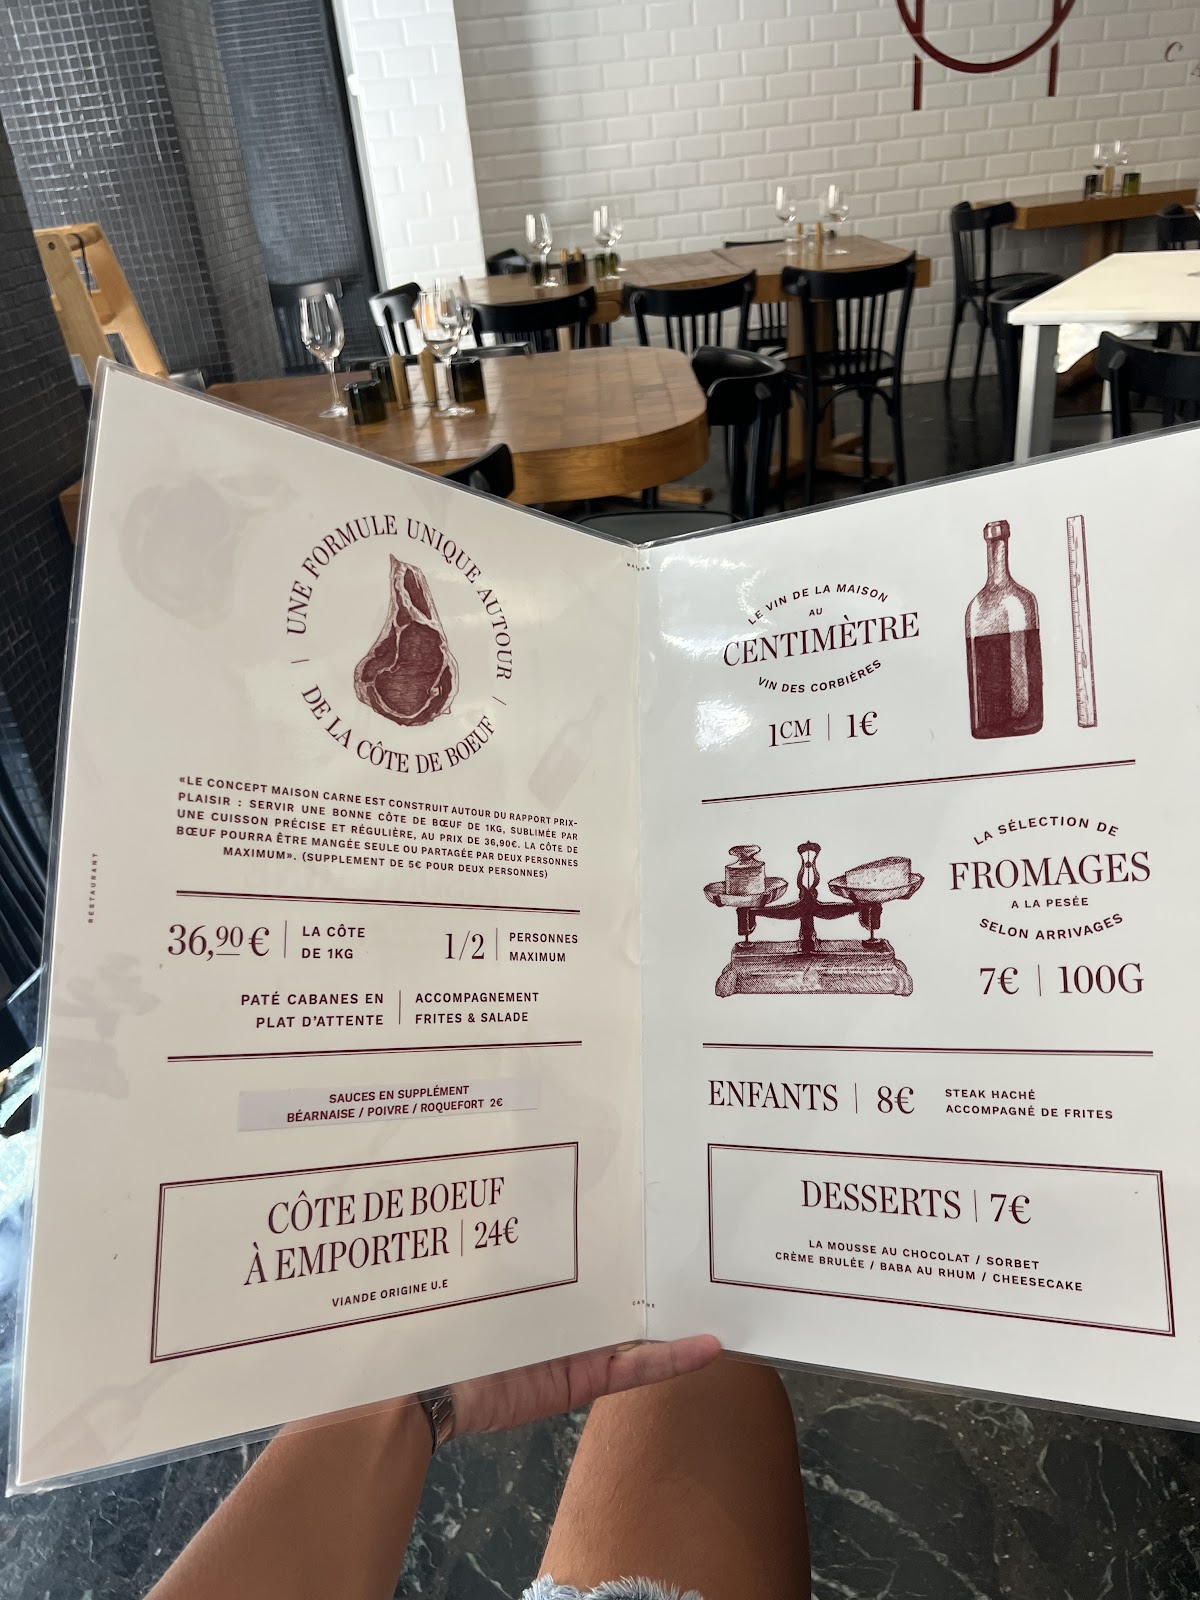 UNE FORMULE UNIQUE AUTOUR
DE LA CÔTE DE BOEUF
«LE CONCEPT MAISON CARNE EST CONSTRUIT AUTOUR DU RAPPORT PRIX-
PLAISIR : SERVIR UNE BONNE CÔTE DE BŒUF DE 1KG, SUBLIMÉE PAR
UNE CUISSON PRÉCISE ET RÉGULIÈRE, AU PRIX DE 36,90€. LA CÔTE DE
BŒUF POURRA ÊTRE MANGÉE SEULE OU PARTAGÉE PAR DEUX PERSONNES
MAXIMUM». (SUPPLEMENT DE 5€ POUR DEUX PERSONNES)
RESTAURANT
36,90€ | LA CÔTE
DE 1KG
1/2 | PERSONNES
MAXIMUM
PATÉ CABANES EN
PLAT D'ATTENTE
ACCOMPAGNEMENT
FRITES & SALADE
SAUCES EN SUPPLÉMENT
BÉARNAISE / POIVRE / ROQUEFORT 2€
CÔTE DE BOEUF
À EMPORTER | 24€
VIANDE ORIGINE U.E
MAISON
CARNE
LE VIN DE LA MAISON
AU
CENTIMÈTRE
VIN DES CORBIÈRES
1CM | 1€
LA SÉLECTION DE
FROMAGES
A LA PESÉE
SELON ARRIVAGES
7€ | 100G
ENFANTS | 8€
STEAK HACHÉ
ACCOMPAGNÉ DE FRITES
DESSERTS | 7€
LA MOUSSE AU CHOCOLAT / SORBET
CRÈME BRULÉE / BABA AU RHUM / CHEESECAKE